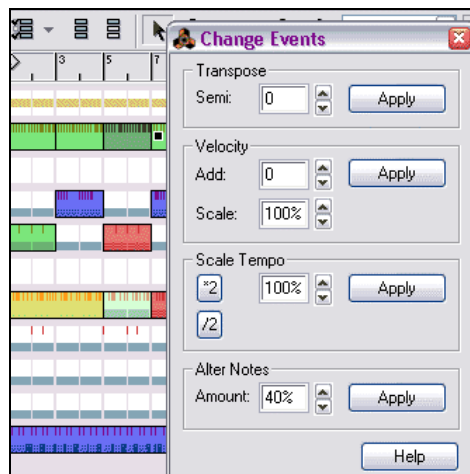 Change Events
3 5 7
Transpose
Semi: 0 Apply
Velocity
Add: 0 Apply
Scale: 100%
Scale Tempo
*2 100% Apply
/2
Alter Notes
Amount: 40% Apply
Help